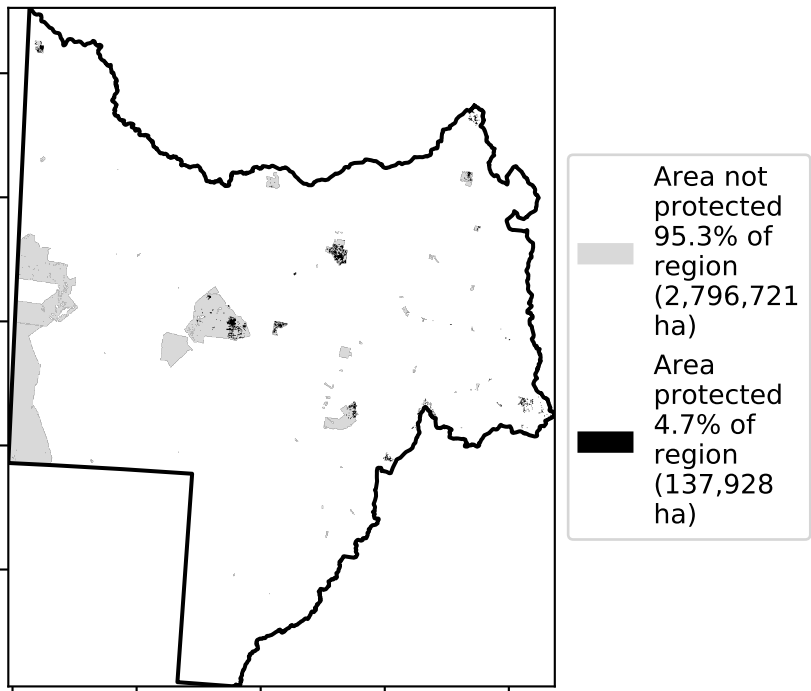 Area not
protected
95.3% of
region
(2,796,721
ha)
Area
protected
4.7% of
region
(137,928
ha)